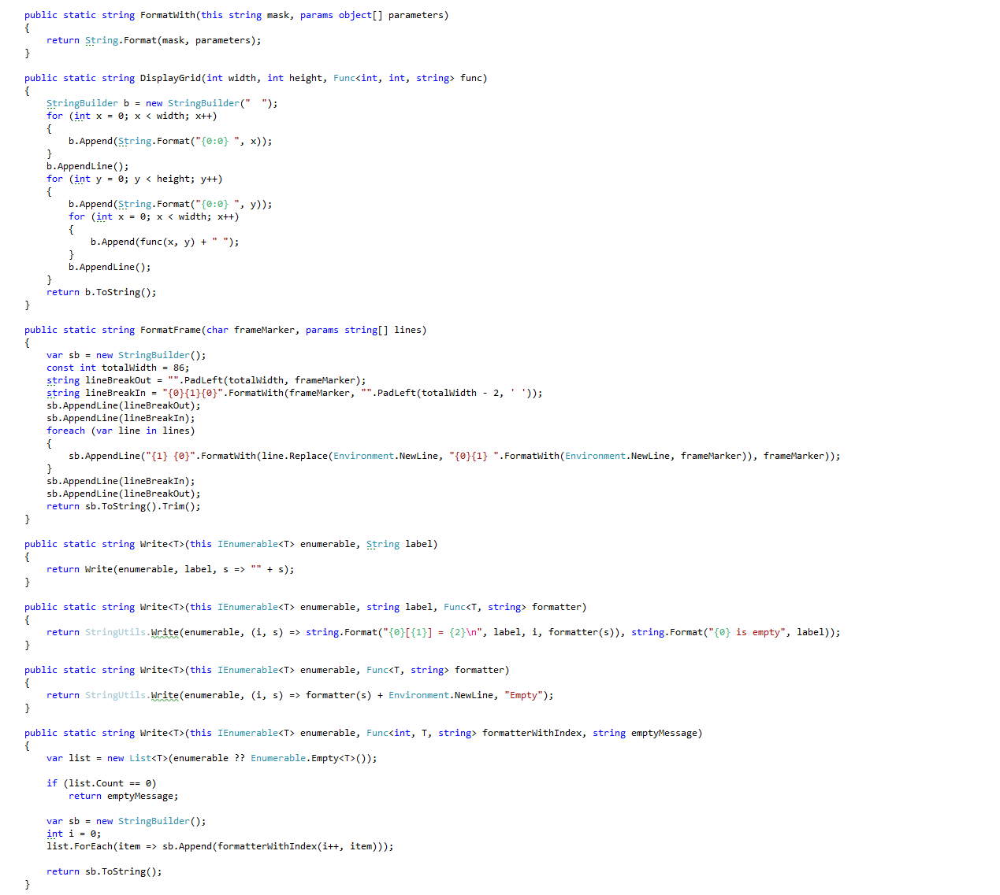 public static string FormatWith(this string mask, params object[] parameters)
{
    return String.Format(mask, parameters);
}

public static string DisplayGrid(int width, int height, Func<int, int, string> func)
{
    StringBuilder b = new StringBuilder("  ");
    for (int x = 0; x < width; x++)
    {
        b.Append(String.Format("{0:0} ", x));
    }
    b.AppendLine();
    for (int y = 0; y < height; y++)
    {
        b.Append(String.Format("{0:0} ", y));
        for (int x = 0; x < width; x++)
        {
            b.Append(func(x, y) + " ");
        }
        b.AppendLine();
    }
    return b.ToString();
}

public static string FormatFrame(char frameMarker, params string[] lines)
{
    var sb = new StringBuilder();
    const int totalWidth = 86;
    string lineBreakOut = "".PadLeft(totalWidth, frameMarker);
    string lineBreakIn = "{0}{1}{0}".FormatWith(frameMarker, "".PadLeft(totalWidth - 2, ' '));
    sb.AppendLine(lineBreakOut);
    sb.AppendLine(lineBreakIn);
    foreach (var line in lines)
    {
        sb.AppendLine("{1} {0}".FormatWith(line.Replace(Environment.NewLine, "{0}{1} ".FormatWith(Environment.NewLine, frameMarker)), frameMarker));
    }
    sb.AppendLine(lineBreakIn);
    sb.AppendLine(lineBreakOut);
    return sb.ToString().Trim();
}

public static string Write<T>(this IEnumerable<T> enumerable, String label)
{
    return Write(enumerable, label, s => "" + s);
}

public static string Write<T>(this IEnumerable<T> enumerable, string label, Func<T, string> formatter)
{
    return StringUtils.Write(enumerable, (i, s) => string.Format("{0}[{1}] = {2}\n", label, i, formatter(s)), string.Format("{0} is empty", label));
}

public static string Write<T>(this IEnumerable<T> enumerable, Func<T, string> formatter)
{
    return StringUtils.Write(enumerable, (i, s) => formatter(s) + Environment.NewLine, "Empty");
}

public static string Write<T>(this IEnumerable<T> enumerable, Func<int, T, string> formatterWithIndex, string emptyMessage)
{
    var list = new List<T>(enumerable ?? Enumerable.Empty<T>());

    if (list.Count == 0)
        return emptyMessage;

    var sb = new StringBuilder();
    int i = 0;
    list.ForEach(item => sb.Append(formatterWithIndex(i++, item)));

    return sb.ToString();
}